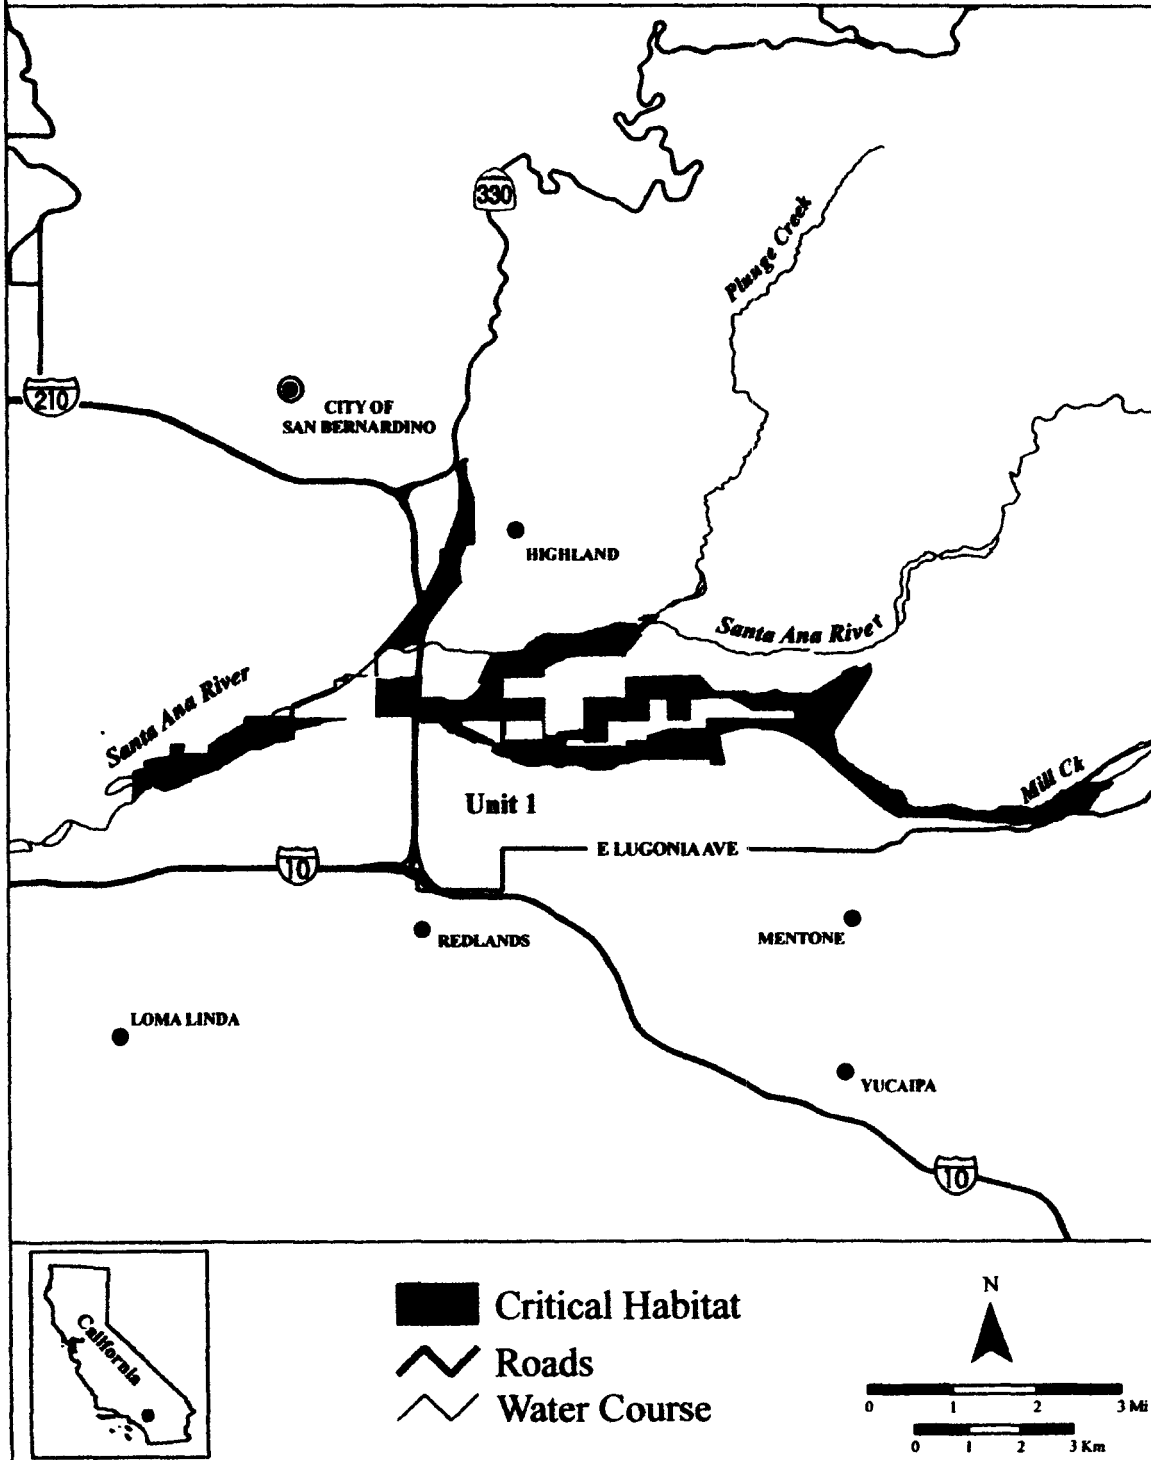 330
Plunge Creek
210
CITY OF
SAN BERNARDINO
HIGHLAND
Santa Ana River
Santa Ana River
Mill Ck
Unit 1
E LUGONIA AVE
10
REDLANDS
MENTONE
LOMA LINDA
YUCAIPA
10
California
Critical Habitat
Roads
Water Course
N
0 1 2 3 Mi
0 1 2 3 Km